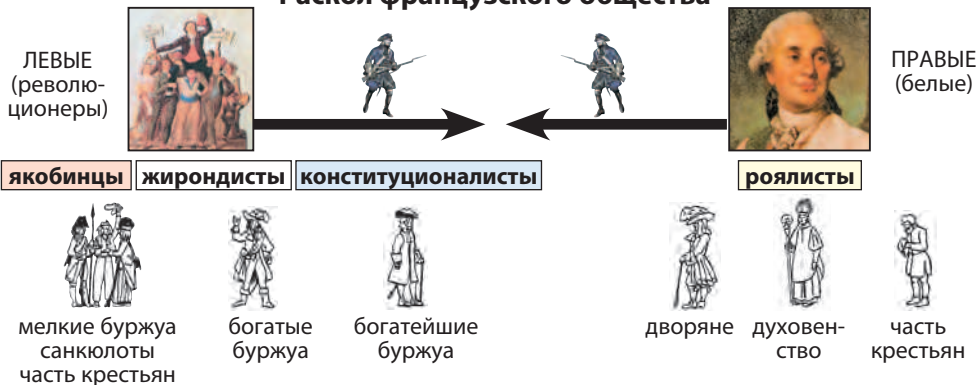 Раскол французского общества
ЛЕВЫЕ
(револю-
ционеры)
ПРАВЫЕ
(белые)
якобинцы жирондисты конституционалисты
роялисты
мелкие буржуа
санкюлоты
часть крестьян
богатые
буржуа
богатейшие
буржуа
дворяне
духовен-
ство
часть
крестьян